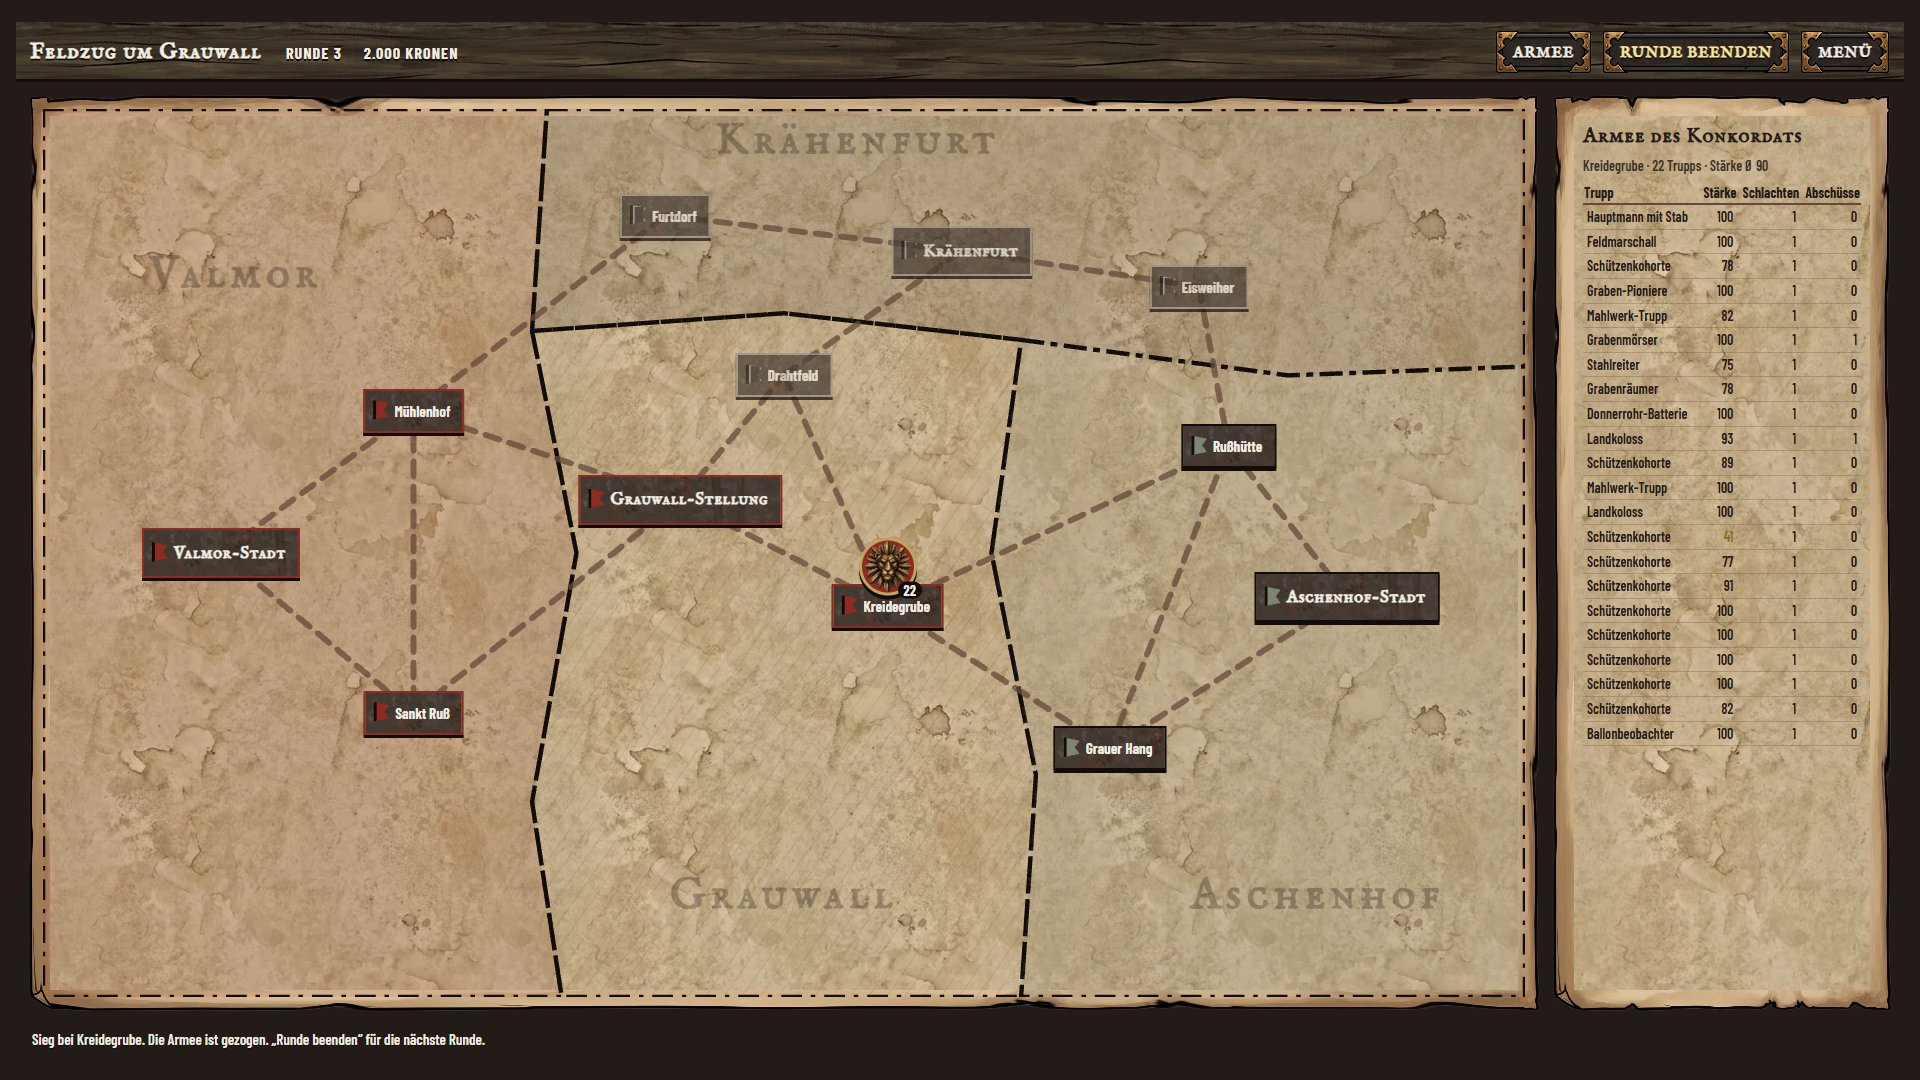 Feldzug um Grauwall RUNDE 3 2.000 KRONEN ARMEE RUNDE BEENDEN MENÜ
Krähenfurt
Furtdorf
Krähenfurt
Valmor
Eisweiher
Drahtfeld
Mühlenhof
Rußhütte
Grauwall-Stellung
Valmor-Stadt
22
Kreidegrube
Aschenhof-Stadt
Sankt Ruß
Grauer Hang
Grauwall
Aschenhof
Armee des Konkordats
Kreidegrube · 22 Trupps · Stärke Ø 90
Trupp Stärke Schlachten Abschüsse
Hauptmann mit Stab 100 1 0
Feldmarschall 100 1 0
Schützenkohorte 78 1 0
Graben-Pioniere 100 1 0
Mahlwerk-Trupp 82 1 0
Grabenmörser 100 1 1
Stahlreiter 75 1 0
Grabenräumer 78 1 0
Donnerrohr-Batterie 100 1 0
Landkoloss 93 1 1
Schützenkohorte 89 1 0
Mahlwerk-Trupp 100 1 0
Landkoloss 100 1 0
Schützenkohorte 41 1 0
Schützenkohorte 77 1 0
Schützenkohorte 91 1 0
Schützenkohorte 100 1 0
Schützenkohorte 100 1 0
Schützenkohorte 100 1 0
Schützenkohorte 100 1 0
Schützenkohorte 82 1 0
Ballonbeobachter 100 1 0
Sieg bei Kreidegrube. Die Armee ist gezogen. „Runde beenden“ für die nächste Runde.